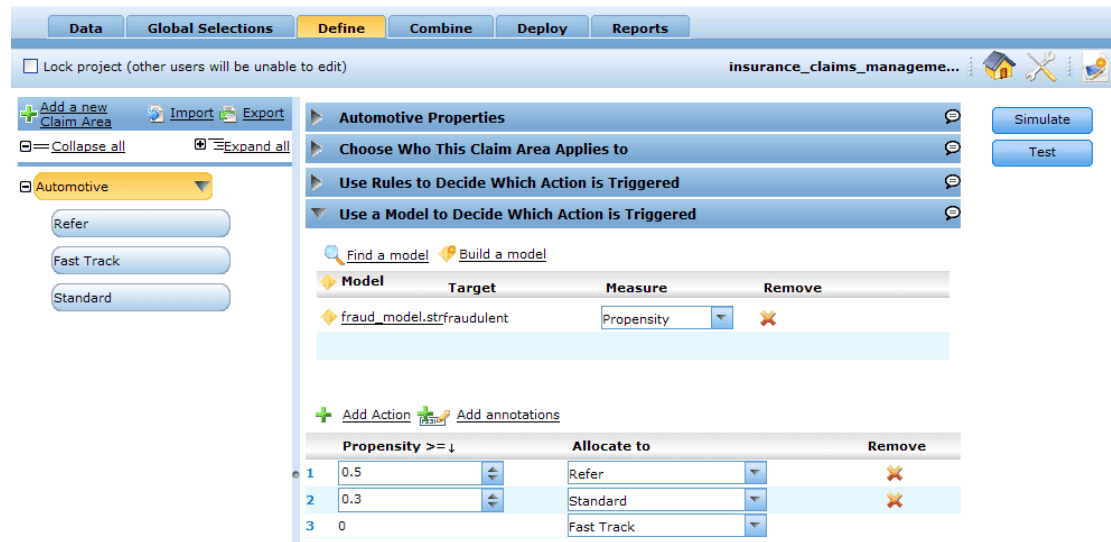 Data Global Selections Define Combine Deploy Reports
Lock project (other users will be unable to edit) insurance_claims_manageme...
Add a new
Claim Area
Import Export
Collapse all Expand all
Automotive
Refer
Fast Track
Standard
Automotive Properties
Choose Who This Claim Area Applies to
Use Rules to Decide Which Action is Triggered
Use a Model to Decide Which Action is Triggered
Find a model Build a model
Model Target Measure Remove
fraud_model.str fraudulent Propensity
Add Action Add annotations
Propensity >=↓ Allocate to Remove
1 0.5 Refer
2 0.3 Standard
3 0 Fast Track
Simulate
Test